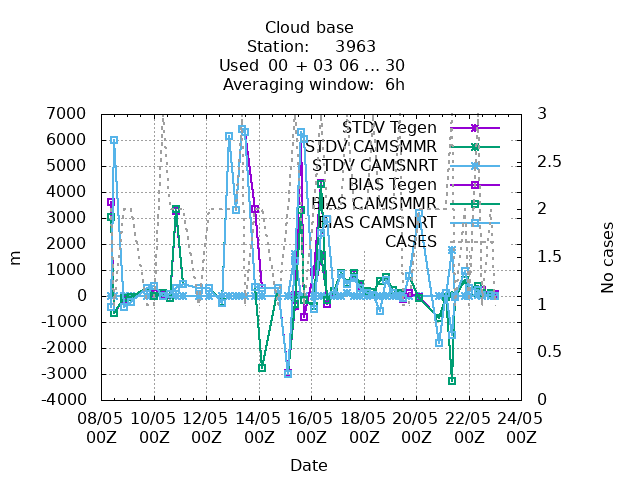 Cloud base
Station: 3963
Used 00 + 03 06 ... 30
Averaging window: 6h
7000
6000
5000
4000
3000
2000
1000
0
-1000
-2000
-3000
-4000
m
3
2.5
2
1.5
1
0.5
0
No cases
STDV Tegen
STDV CAMSMMR
STDV CAMSNRT
BIAS Tegen
BIAS CAMSMMR
BIAS CAMSNRT
CASES
08/05 10/05 12/05 14/05 16/05 18/05 20/05 22/05 24/05
00Z 00Z 00Z 00Z 00Z 00Z 00Z 00Z 00Z
Date